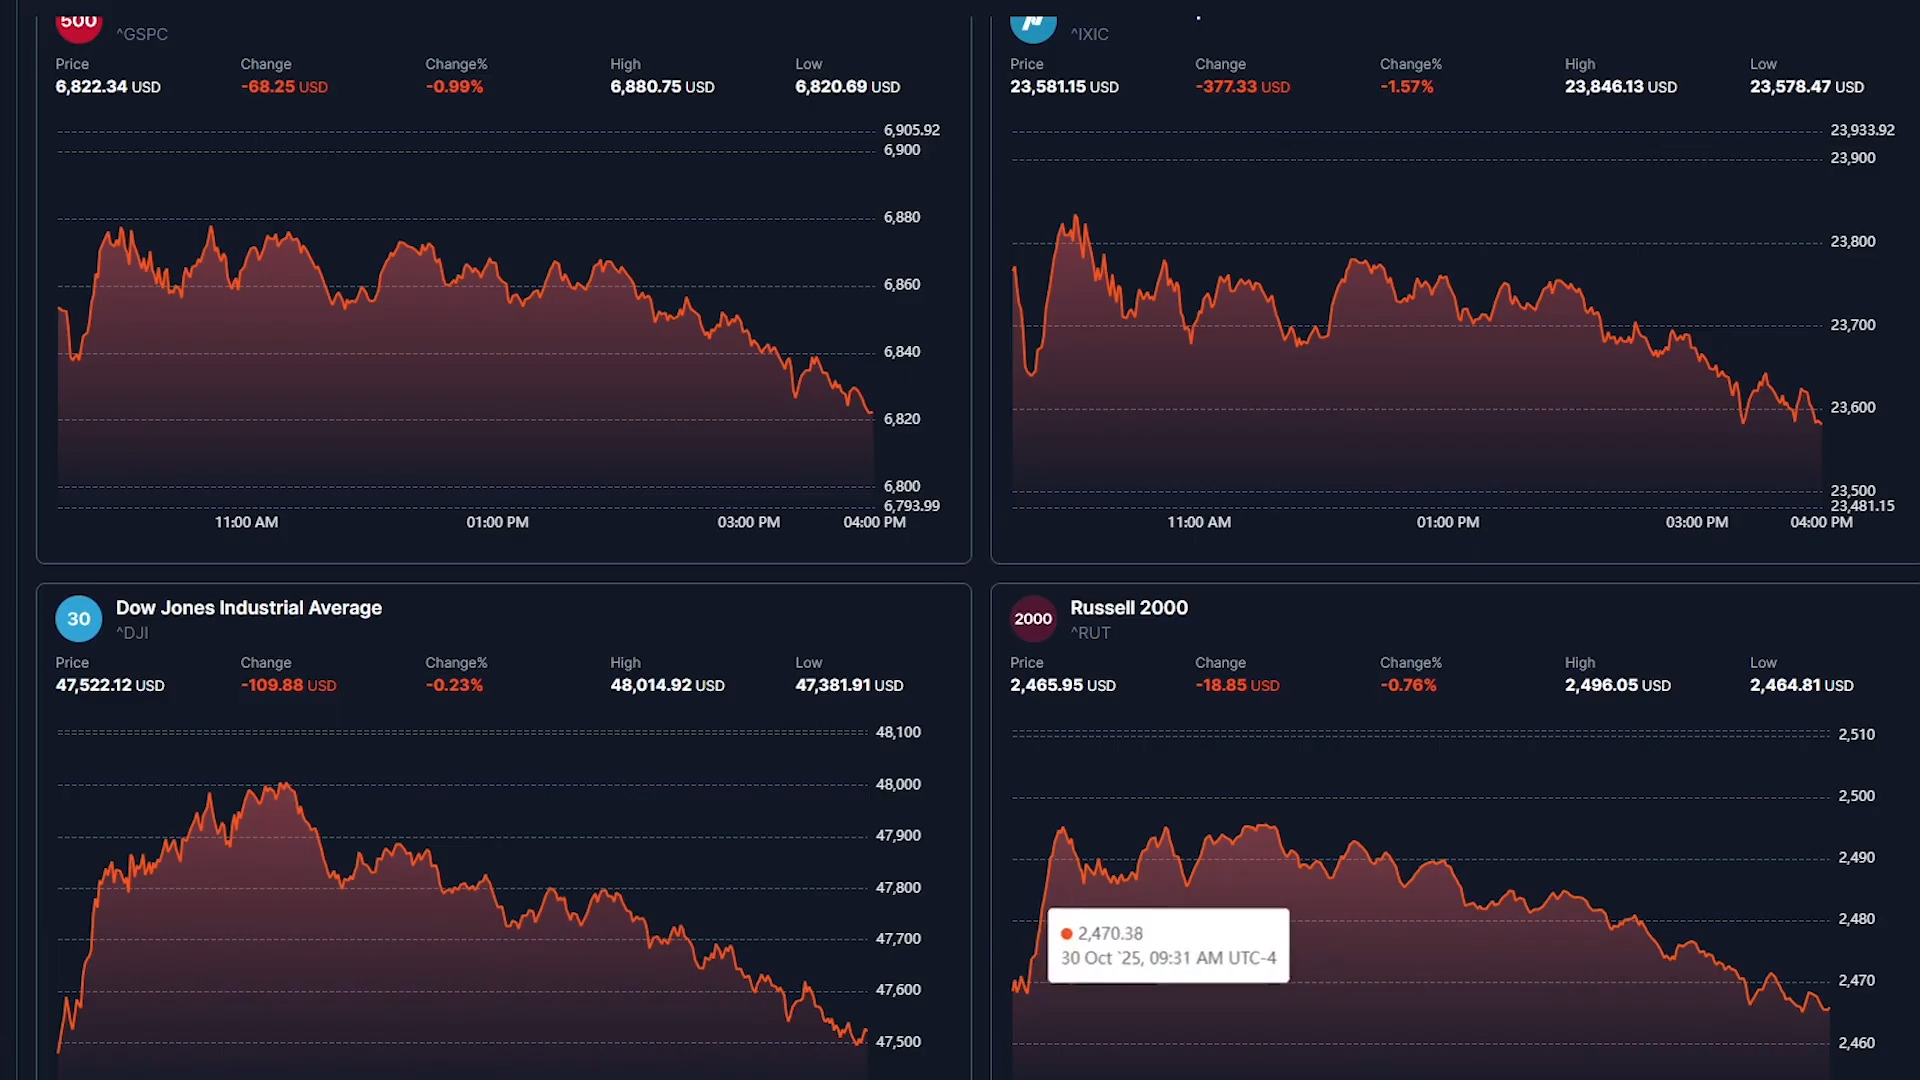 500
^GSPC
Price Change Change% High Low
6,822.34 USD -68.25 USD -0.99% 6,880.75 USD 6,820.69 USD
6,905.92
6,900
6,880
6,860
6,840
6,820
6,800
6,793.99
11:00 AM 01:00 PM 03:00 PM 04:00 PM
^IXIC
Price Change Change% High Low
23,581.15 USD -377.33 USD -1.57% 23,846.13 USD 23,578.47 USD
23,933.92
23,900
23,800
23,700
23,600
23,500
23,481.15
11:00 AM 01:00 PM 03:00 PM 04:00 PM
30 Dow Jones Industrial Average
^DJI
Price Change Change% High Low
47,522.12 USD -109.88 USD -0.23% 48,014.92 USD 47,381.91 USD
48,100
48,000
47,900
47,800
47,700
47,600
47,500
2000 Russell 2000
^RUT
Price Change Change% High Low
2,465.95 USD -18.85 USD -0.76% 2,496.05 USD 2,464.81 USD
2,510
2,500
2,490
2,480
2,470
2,460
2,470.38
30 Oct `25, 09:31 AM UTC-4